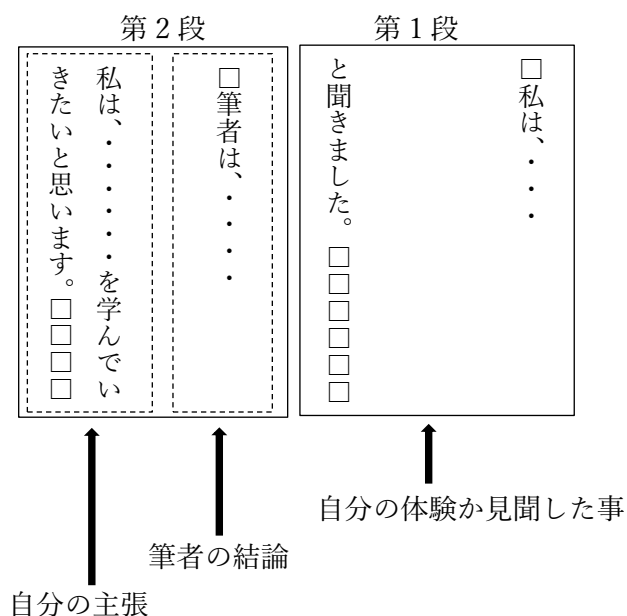 第1段
□私は、・・・
と聞きました。□□□□□□
第2段
□筆者は、・・・・
私は、・・・・・・を学んでい
きたいと思います。□□□□
自分の体験か見聞した事
筆者の結論
自分の主張